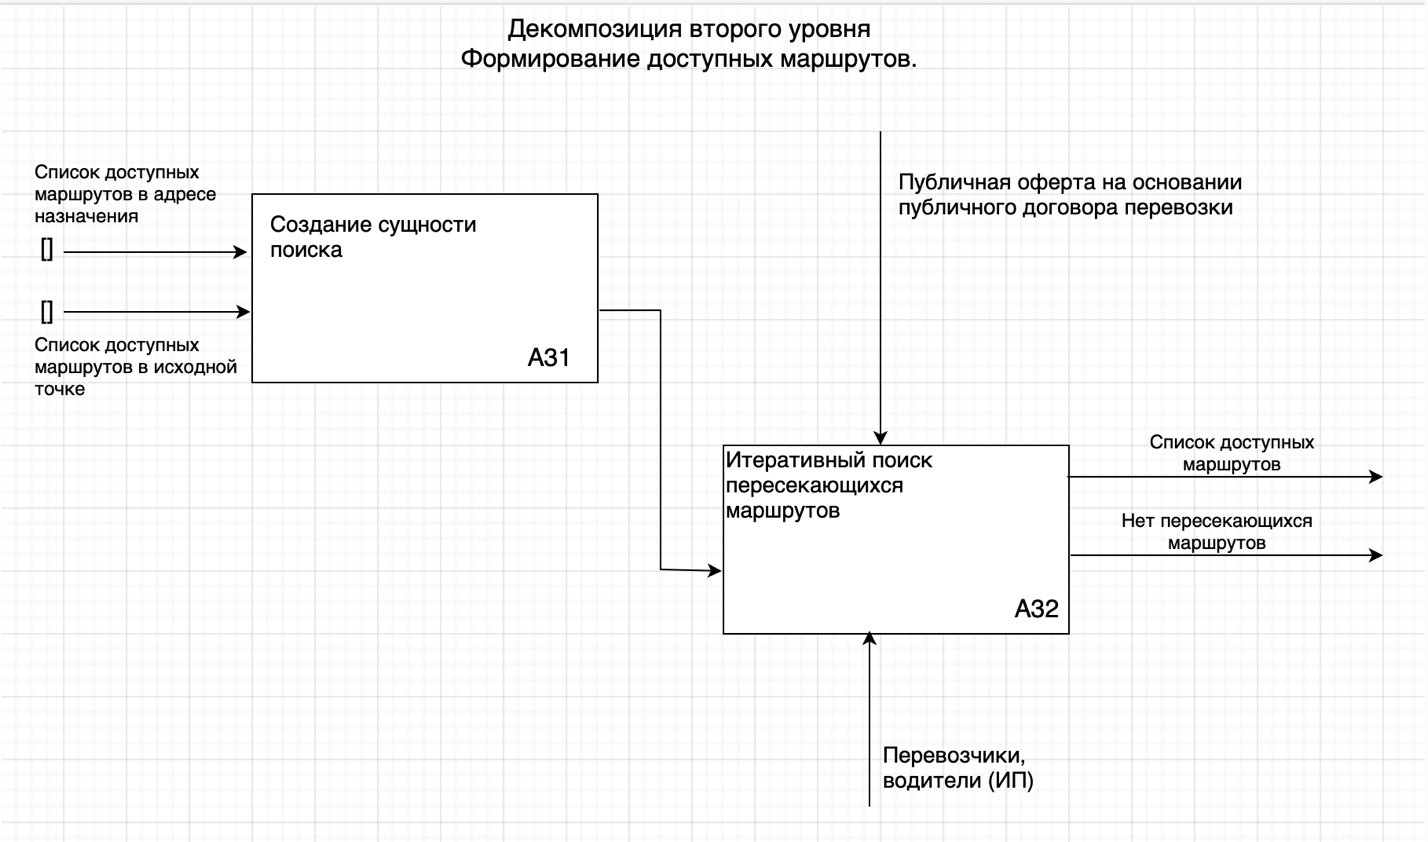 Декомпозиция второго уровня
Формирование доступных маршрутов.
Список доступных
маршрутов в адресе
назначения
[]
[]
Список доступных
маршрутов в исходной
точке
Создание сущности
поиска
А31
Публичная оферта на основании
публичного договора перевозки
Итеративный поиск
пересекающихся
маршрутов
А32
Список доступных
маршрутов
Нет пересекающихся
маршрутов
Перевозчики,
водители (ИП)